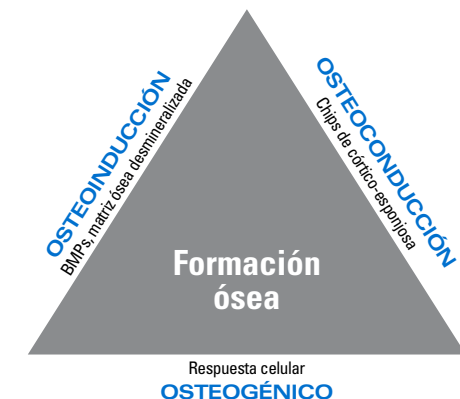 OSTEOINDUCCIÓN
BMPs, matriz ósea desmineralizada
OSTEOCONDUCCIÓN
Chips de córtico-esponjosa
Formación
ósea
Respuesta celular
OSTEOGÉNICO